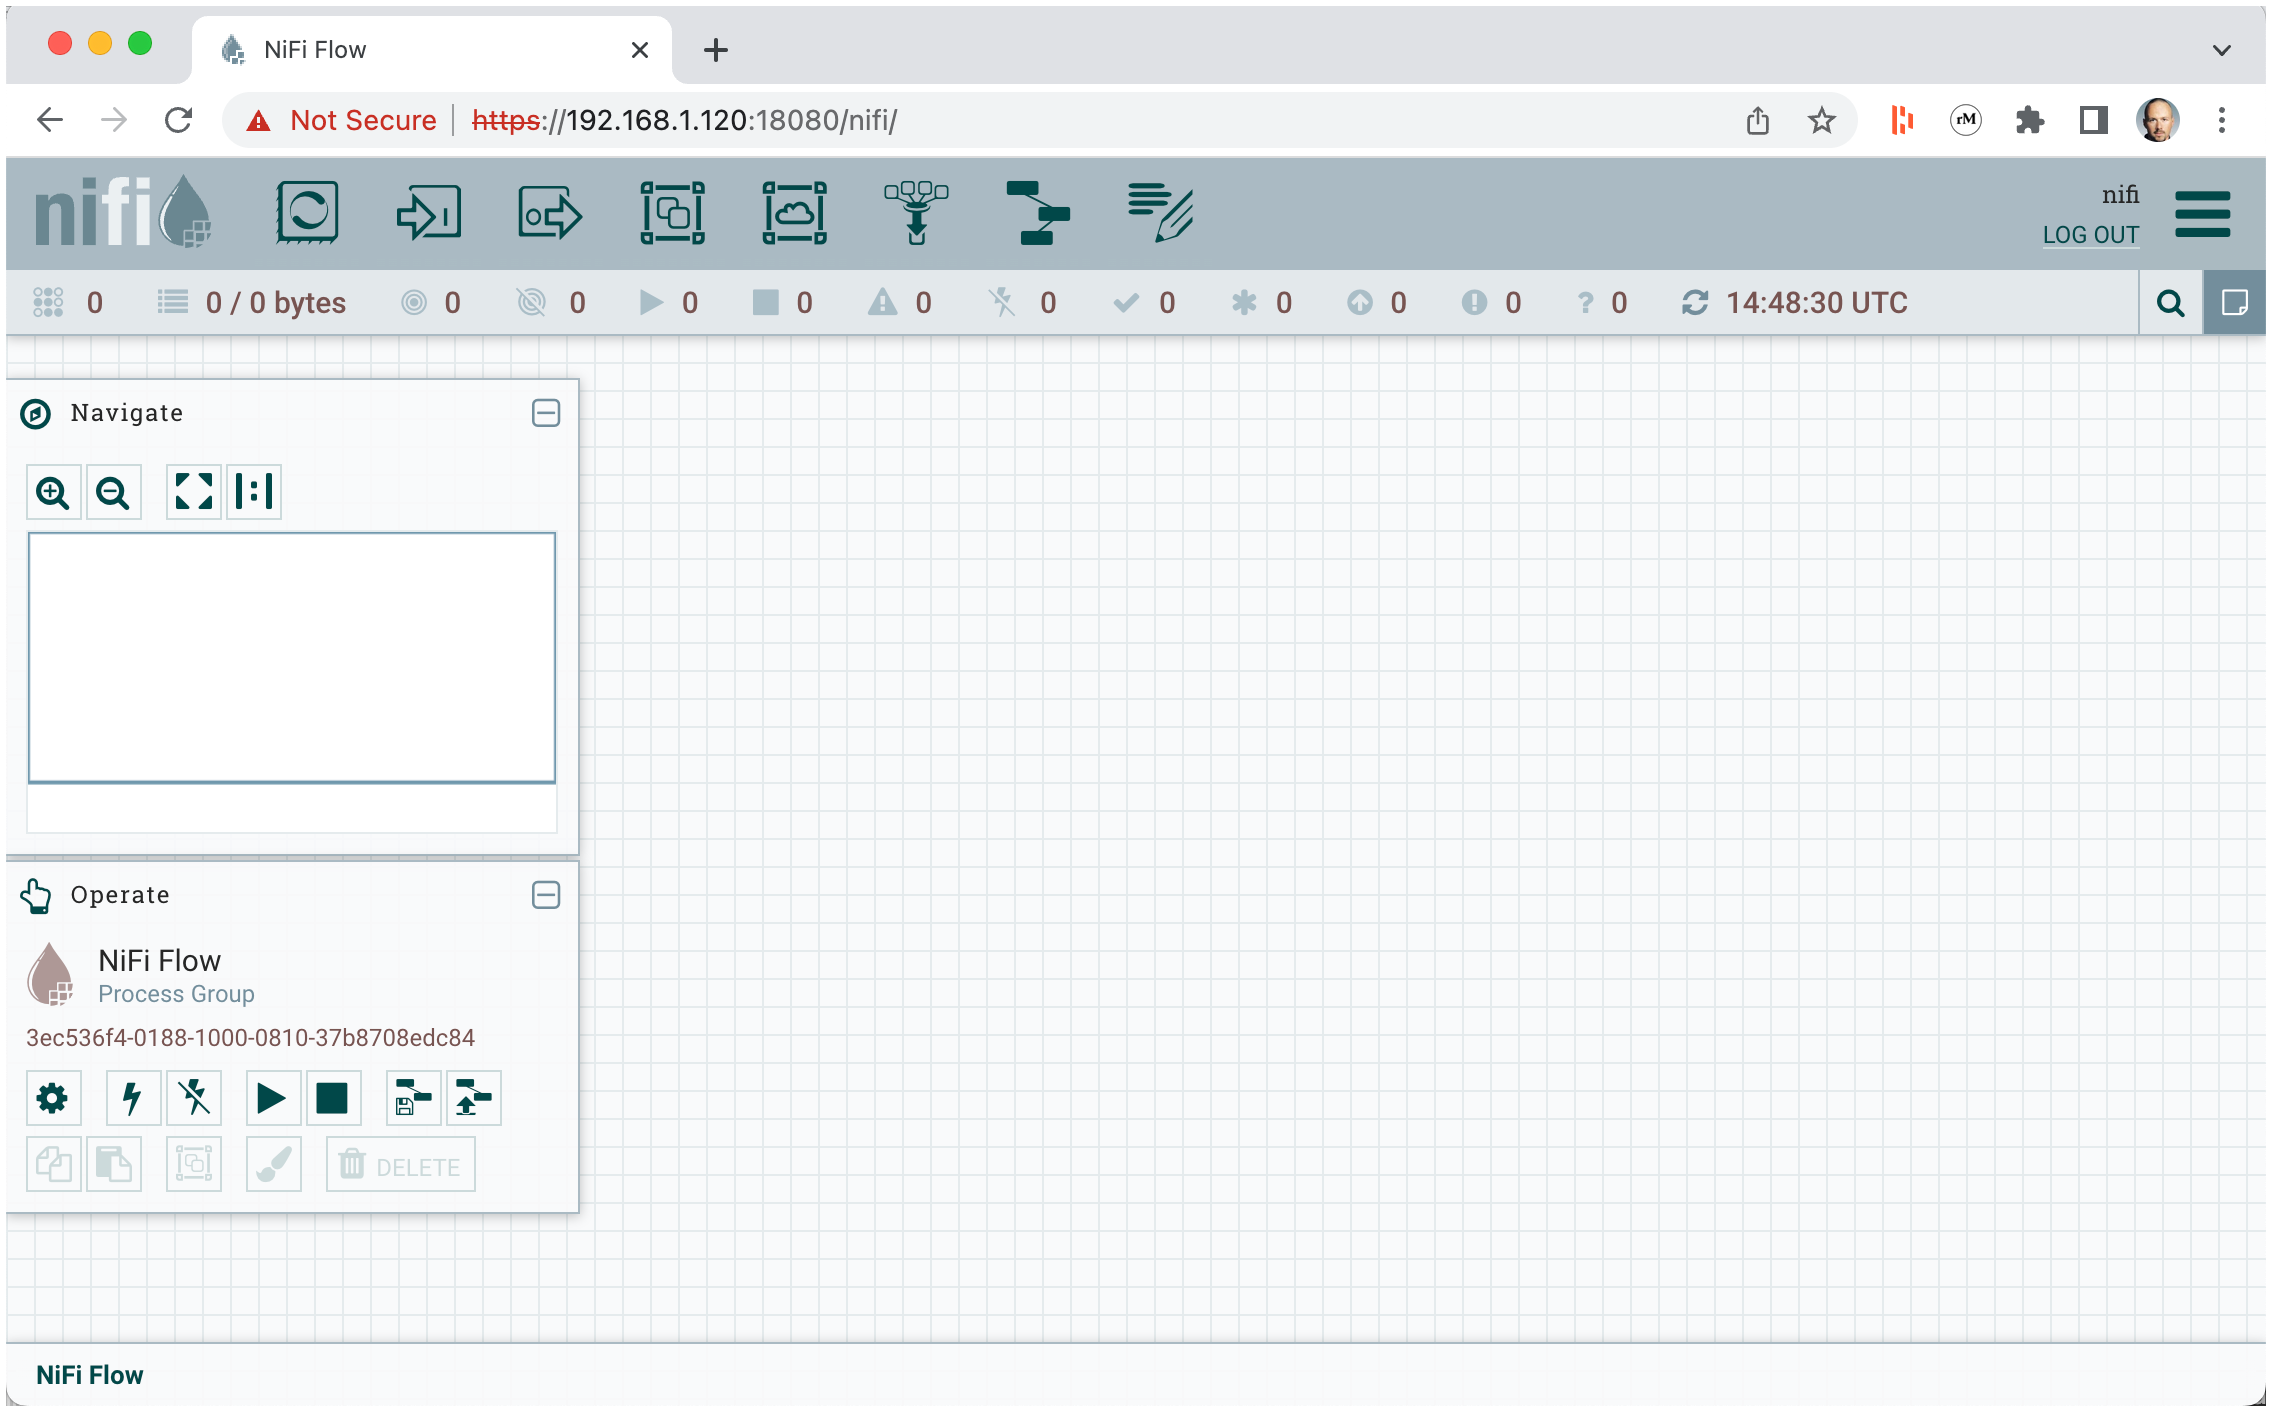 NiFi Flow
Not Secure https://192.168.1.120:18080/nifi/
rM
nifi
nifi
LOG OUT
0 0 / 0 bytes 0 0 0 0 0 0 0 0 0 0 ? 0 14:48:30 UTC
Navigate
Operate
NiFi Flow
Process Group
3ec536f4-0188-1000-0810-37b8708edc84
DELETE
NiFi Flow